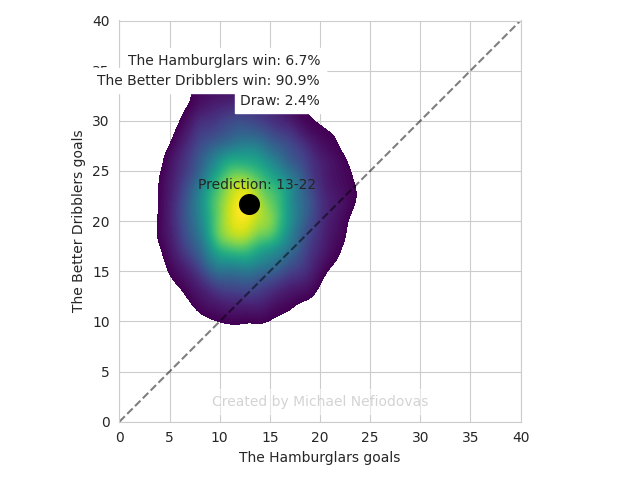 40
The Hamburglars win: 6.7%
The Better Dribblers win: 90.9%
Draw: 2.4%
30
25
Prediction: 13-22
20
15
10
5
Created by Michael Nefiodovas
0
0 5 10 15 20 25 30 35 40
The Hamburglars goals
The Better Dribblers goals